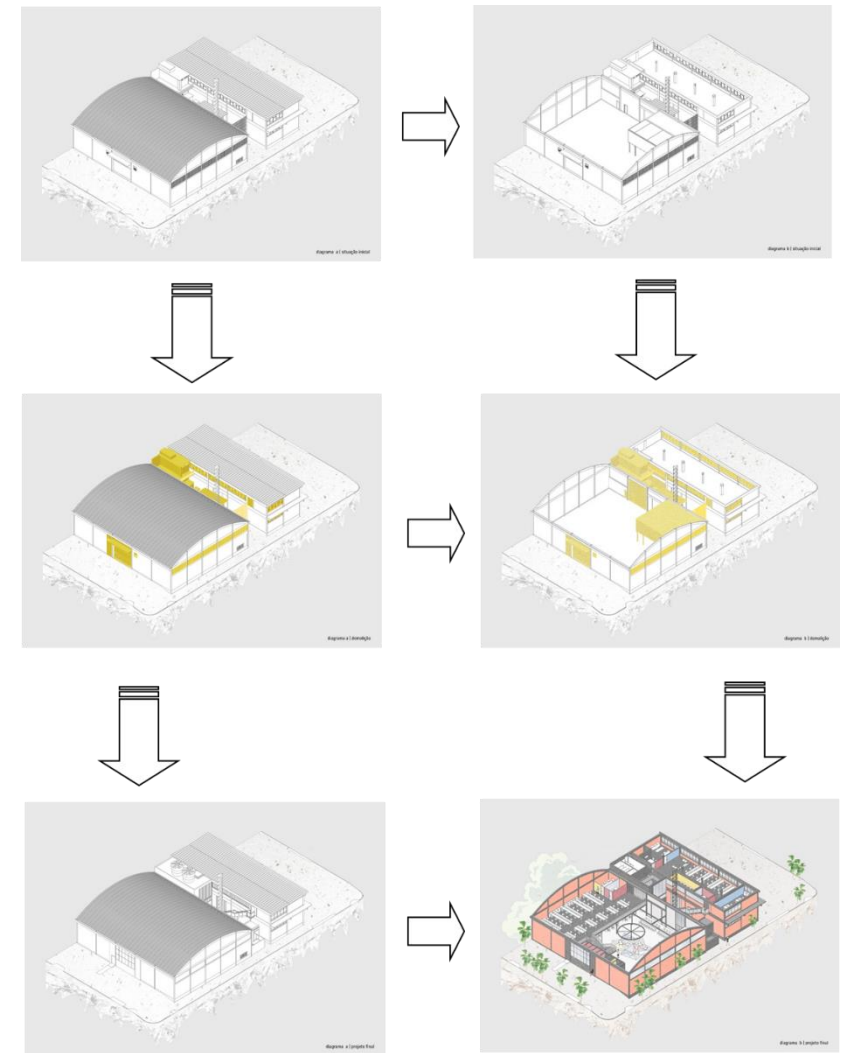 diagrama a | situação inicial
diagrama b | situação inicial
diagrama a | demolição
diagrama b | demolição
diagrama a | projeto final
diagrama b | projeto final